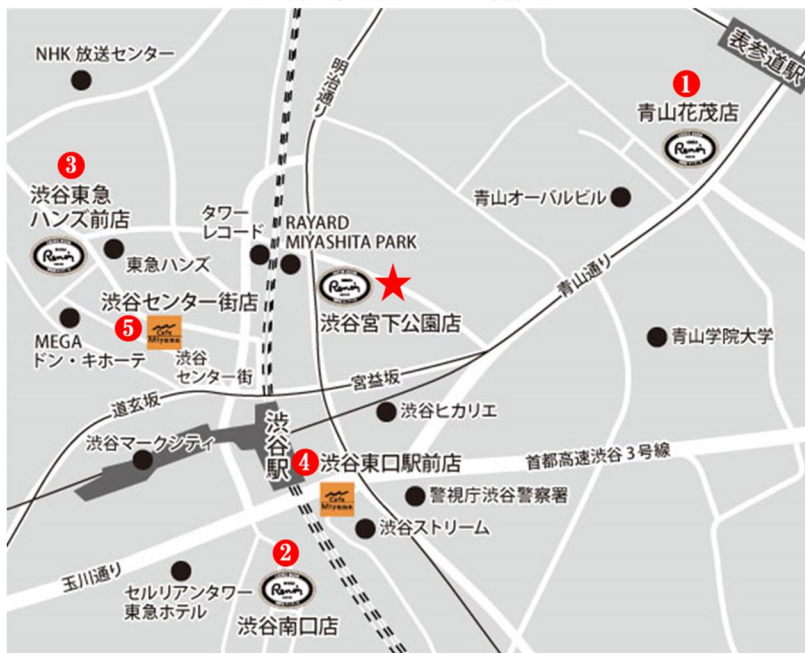 NHK 放送センター
明治通り
表参道駅
1
青山花茂店
Renoir
3
渋谷東急
ハンズ前店
Renoir
東急ハンズ
タワー
レコード
RAYARD
MIYASHITA PARK
青山オーバルビル
Renoir
★
渋谷宮下公園店
青山通り
渋谷センター街店
5
Cafe
Miyama
MEGA
ドン・キホーテ
渋谷
センター街
青山学院大学
道玄坂
宮益坂
渋谷ヒカリエ
渋谷マークシティ
渋谷駅
4
渋谷東口駅前店
首都高速渋谷3号線
Cafe
Miyama
警視庁渋谷警察署
渋谷ストリーム
玉川通り
セルリアンタワー
東急ホテル
2
Renoir
渋谷南口店